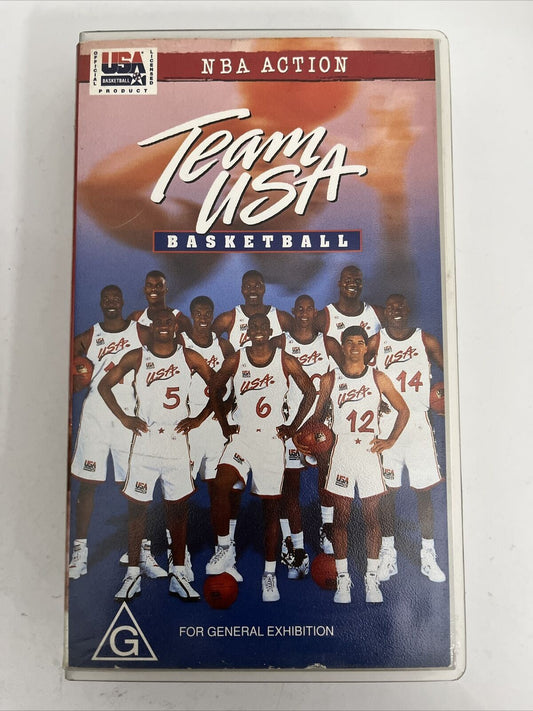 OFFICIAL
USA
BASKETBALL
LICENSED
PRODUCT
NBA ACTION
Team
USA
BASKETBALL
USA
5
USA
6
USA
12
14
USA
USA
USA
G
FOR GENERAL EXHIBITION